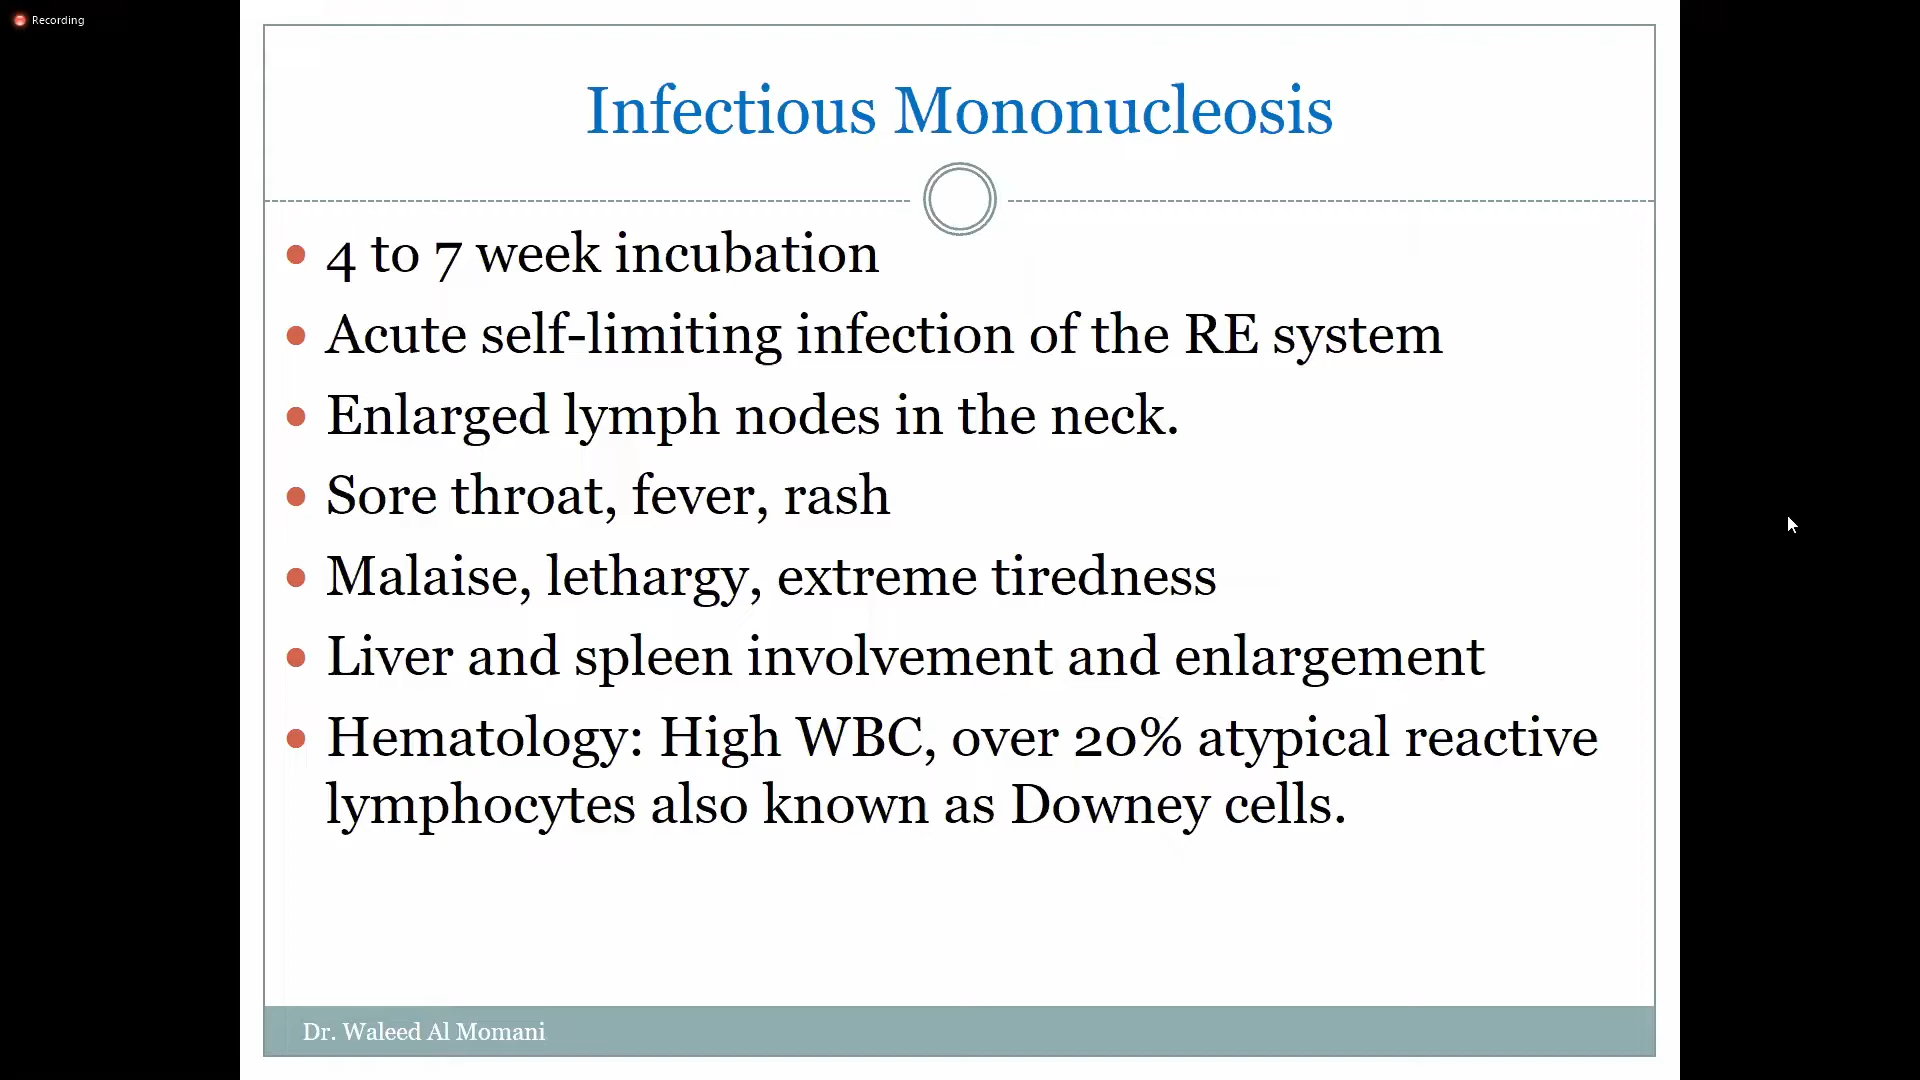 Recording
Infectious Mononucleosis
• 4 to 7 week incubation
• Acute self-limiting infection of the RE system
• Enlarged lymph nodes in the neck.
• Sore throat, fever, rash
• Malaise, lethargy, extreme tiredness
• Liver and spleen involvement and enlargement
• Hematology: High WBC, over 20% atypical reactive
lymphocytes also known as Downey cells.
Dr. Waleed Al Momani